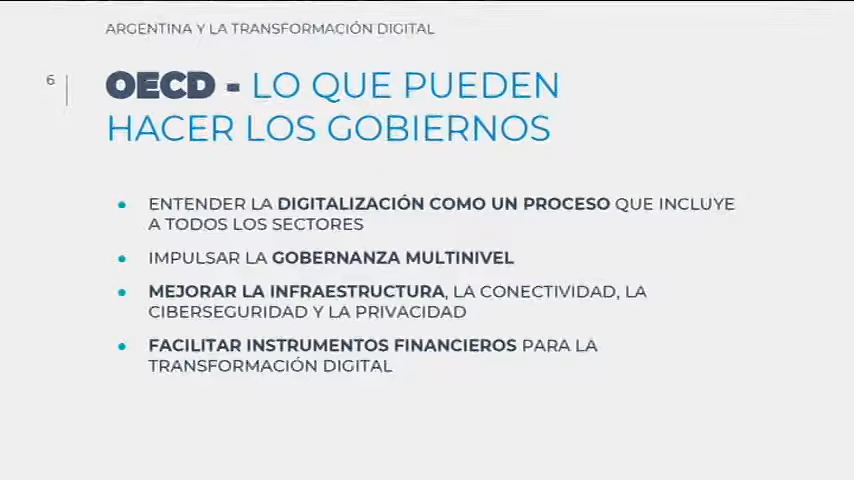 ARGENTINA Y LA TRANSFORMACIÓN DIGITAL
6
OECD - LO QUE PUEDEN
HACER LOS GOBIERNOS
• ENTENDER LA DIGITALIZACIÓN COMO UN PROCESO QUE INCLUYE
A TODOS LOS SECTORES
• IMPULSAR LA GOBERNANZA MULTINIVEL
• MEJORAR LA INFRAESTRUCTURA, LA CONECTIVIDAD, LA
CIBERSEGURIDAD Y LA PRIVACIDAD
• FACILITAR INSTRUMENTOS FINANCIEROS PARA LA
TRANSFORMACIÓN DIGITAL